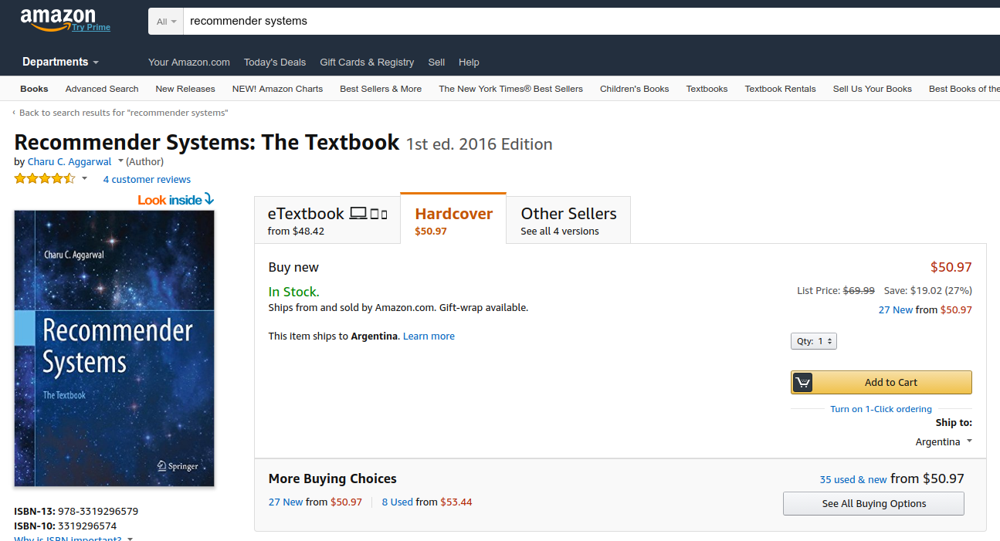 amazon
Try Prime
All
recommender systems
Departments
Your Amazon.com Today's Deals Gift Cards & Registry Sell Help
Books Advanced Search New Releases NEW! Amazon Charts Best Sellers & More The New York Times® Best Sellers Children's Books Textbooks Textbook Rentals Sell Us Your Books Best Books of the
‹ Back to search results for "recommender systems"
Recommender Systems: The Textbook 1st ed. 2016 Edition
by Charu C. Aggarwal (Author)
4 customer reviews
Look inside
Charu C. Aggarwal
Recommender
Systems
The Textbook
Springer
ISBN-13: 978-3319296579
ISBN-10: 3319296574
Why is ISBN important?
eTextbook
from $48.42
Hardcover
$50.97
Other Sellers
See all 4 versions
Buy new
$50.97
In Stock.
List Price: $69.99 Save: $19.02 (27%)
Ships from and sold by Amazon.com. Gift-wrap available.
27 New from $50.97
This item ships to Argentina. Learn more
Qty: 1
Add to Cart
Turn on 1-Click ordering
Ship to:
Argentina
More Buying Choices
35 used & new from $50.97
27 New from $50.97 8 Used from $53.44
See All Buying Options